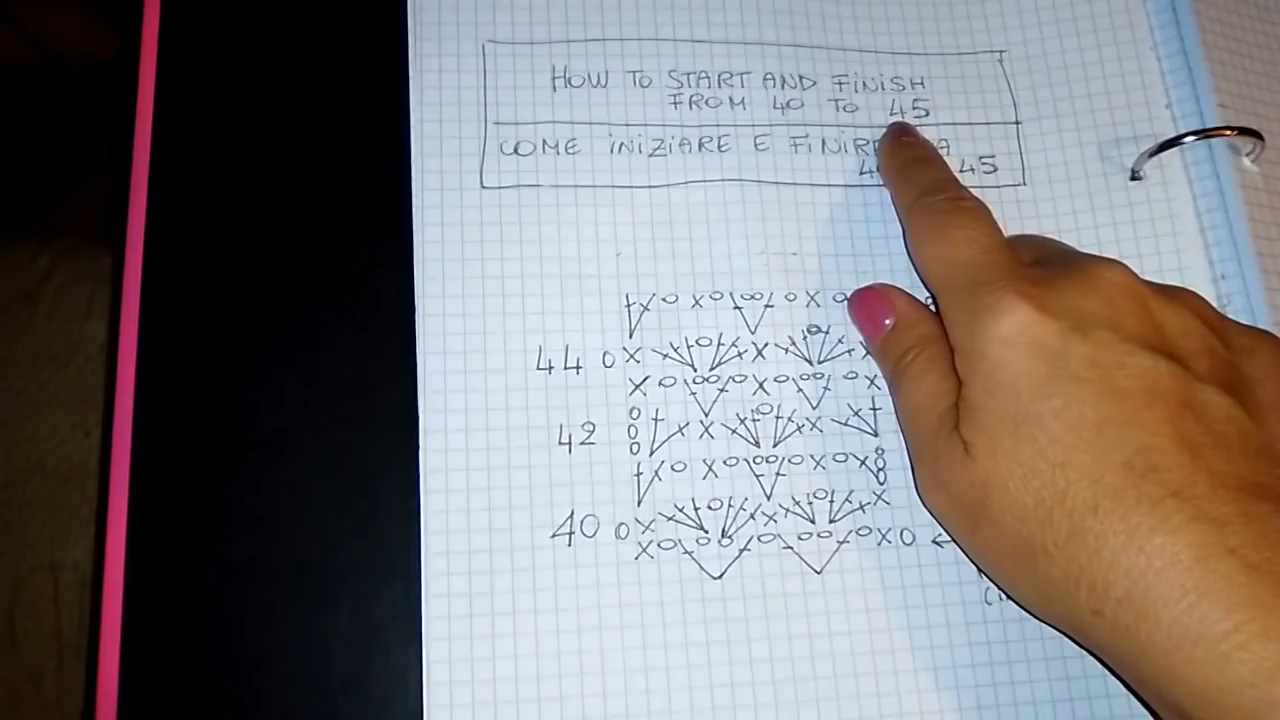 HOW TO START AND FINISH
FROM 40 TO 45
COME INIZIARE E FINIRE
45
44
42
40